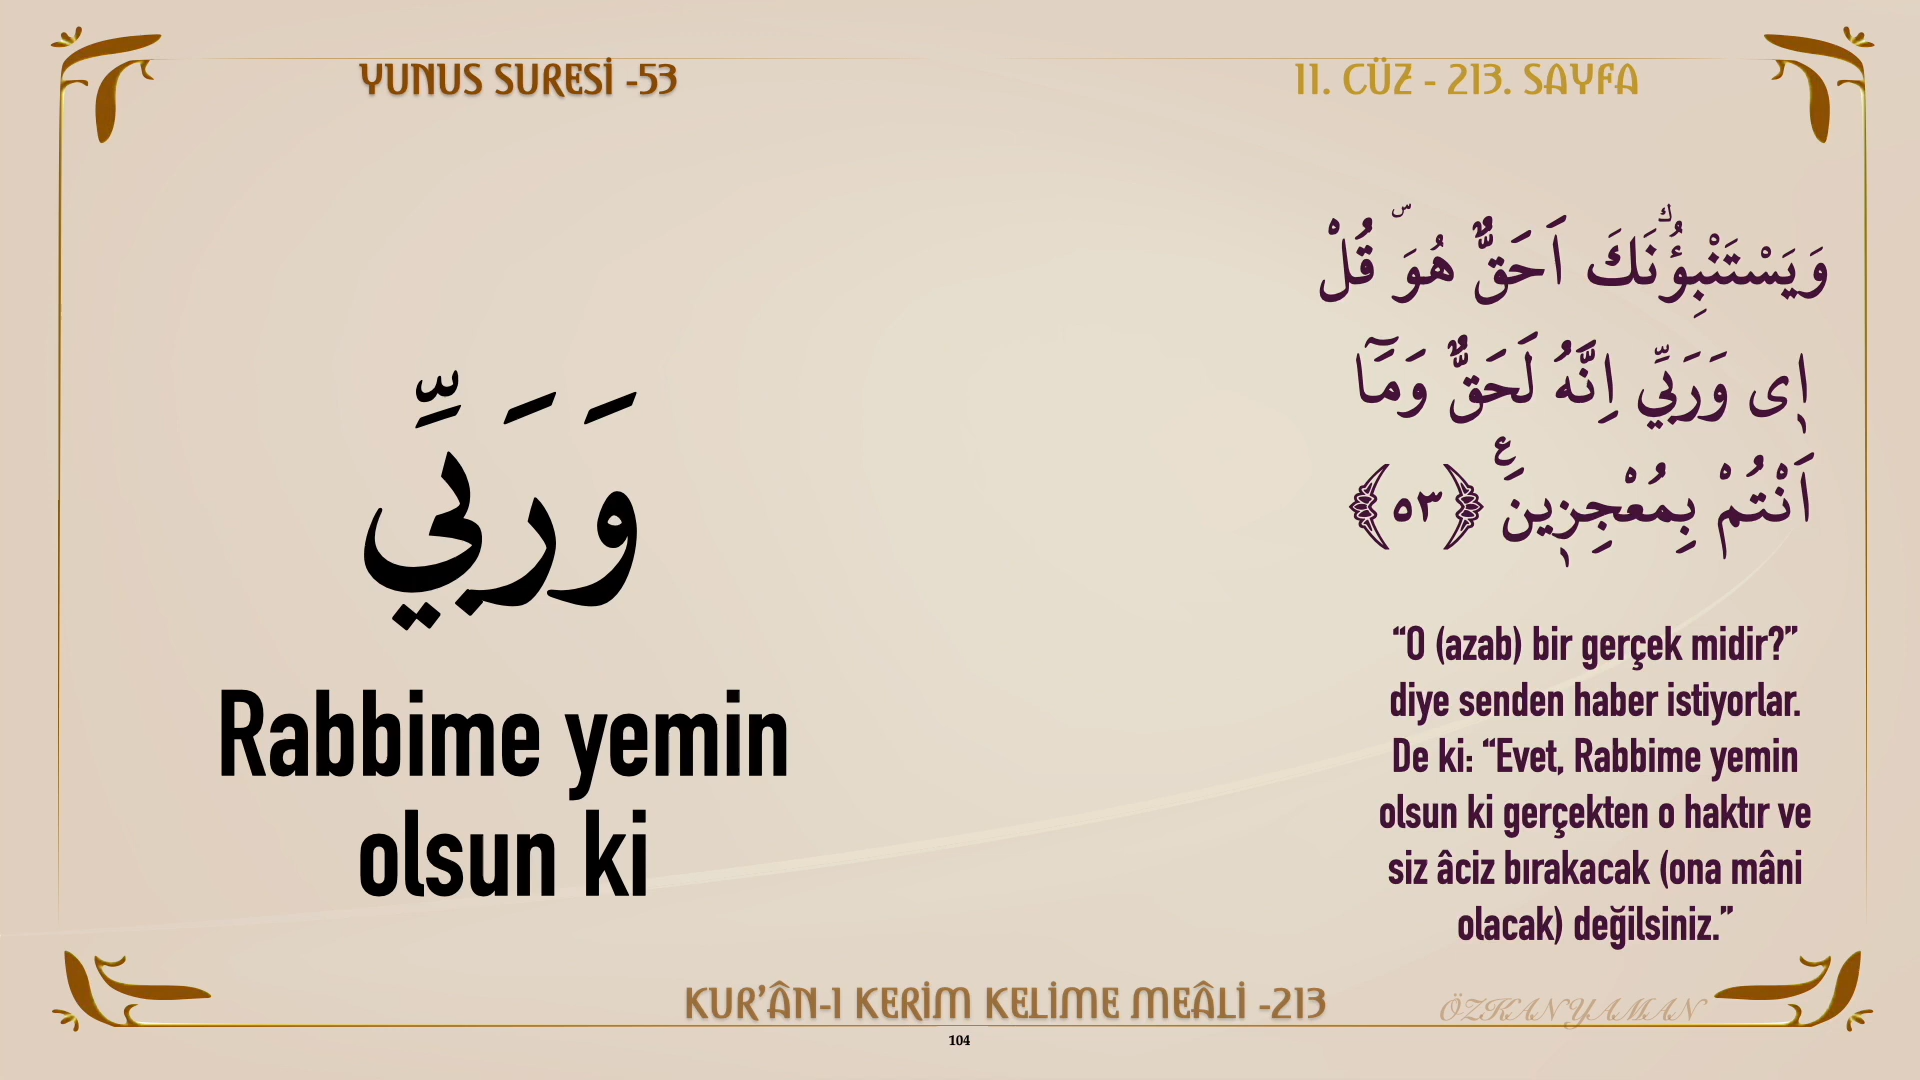 YUNUS SURESİ -53
11. CÜZ - 213. SAYFA
وَيَسْتَنْبِؤُ۫نَكَ اَحَقٌّ هُوَۜ قُلْ
ا۪ى وَرَبِّي اِنَّهُ لَحَقٌّ وَمَٓا
اَنْتُمْ بِمُعْجِز۪ينَ۟ ﴿٥٣﴾
وَرَبِّي
Rabbime yemin
olsun ki
“O (azab) bir gerçek midir?”
diye senden haber istiyorlar.
De ki: “Evet, Rabbime yemin
olsun ki gerçekten o haktır ve
siz âciz bırakacak (ona mâni
olacak) değilsiniz.”
KUR’ÂN-I KERİM KELİME MEÂLİ -213
ÖZKAN YAMAN
104